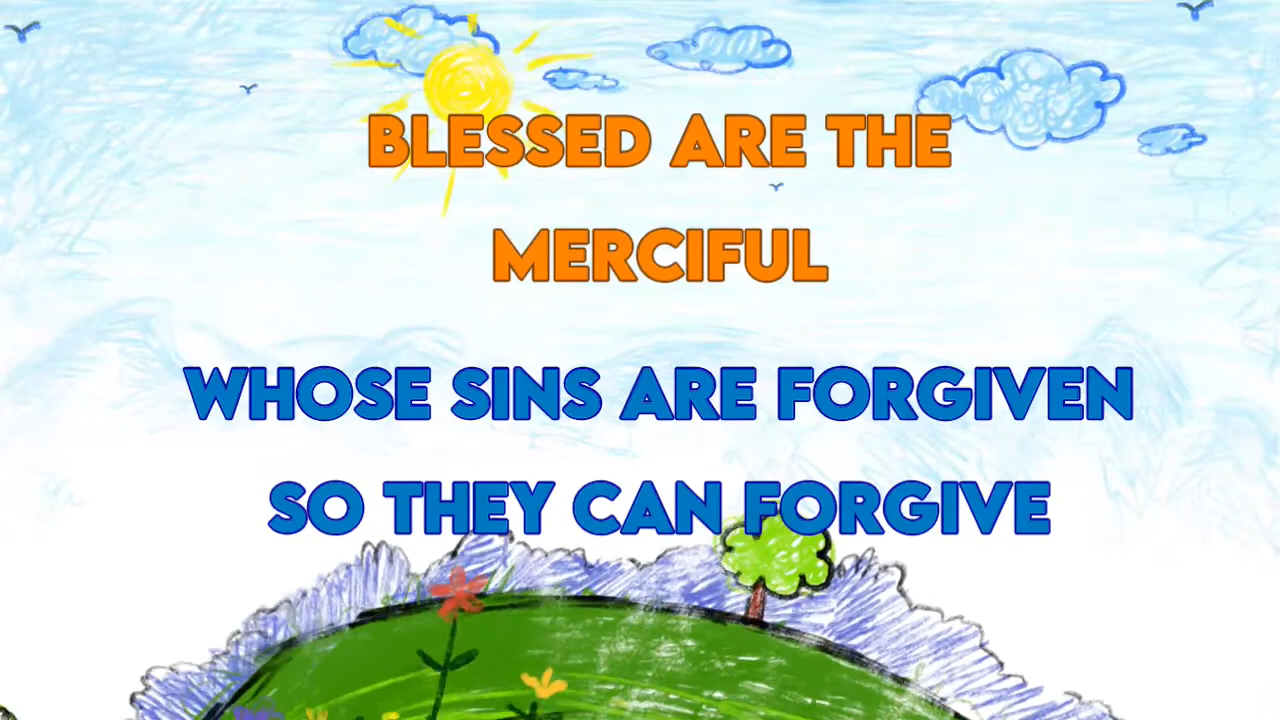 BLESSED ARE THE
MERCIFUL
WHOSE SINS ARE FORGIVEN
SO THEY CAN FORGIVE